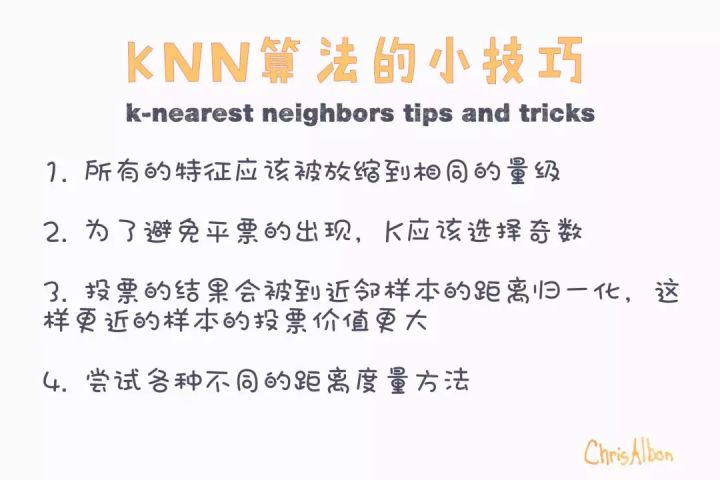 KNN算法的小技巧
k-nearest neighbors tips and tricks
1. 所有的特征应该被放缩到相同的量级
2. 为了避免平票的出现，K应该选择奇数
3. 投票的结果会被到近邻样本的距离归一化，这
样更近的样本的投票价值更大
4. 尝试各种不同的距离度量方法
ChrisAlbon